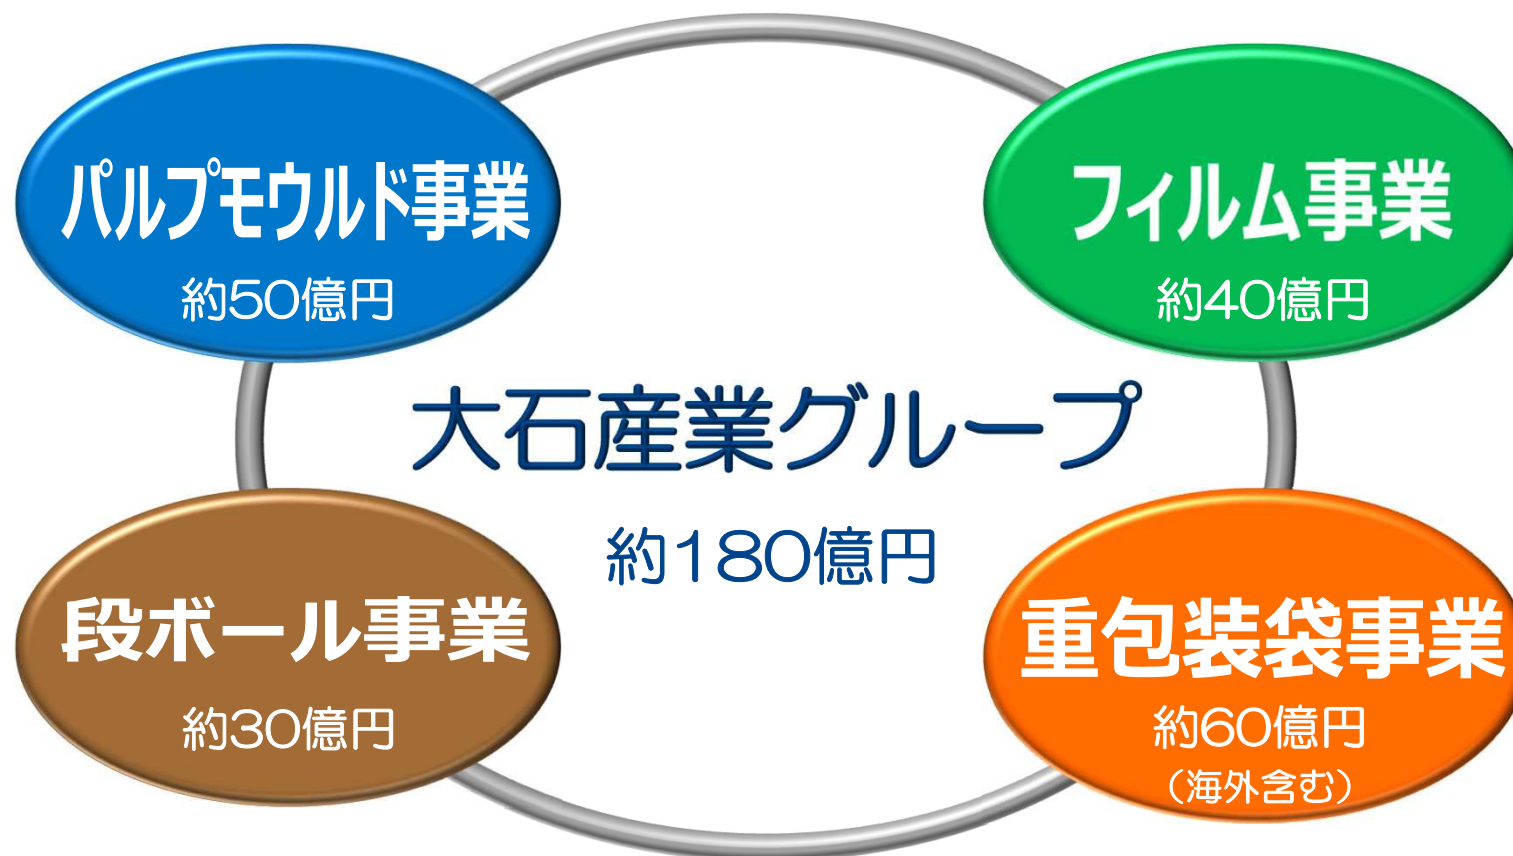 パルプモウルド事業
約50億円
フィルム事業
約40億円
大石産業グループ
約180億円
段ボール事業
約30億円
重包装袋事業
約60億円
（海外含む）